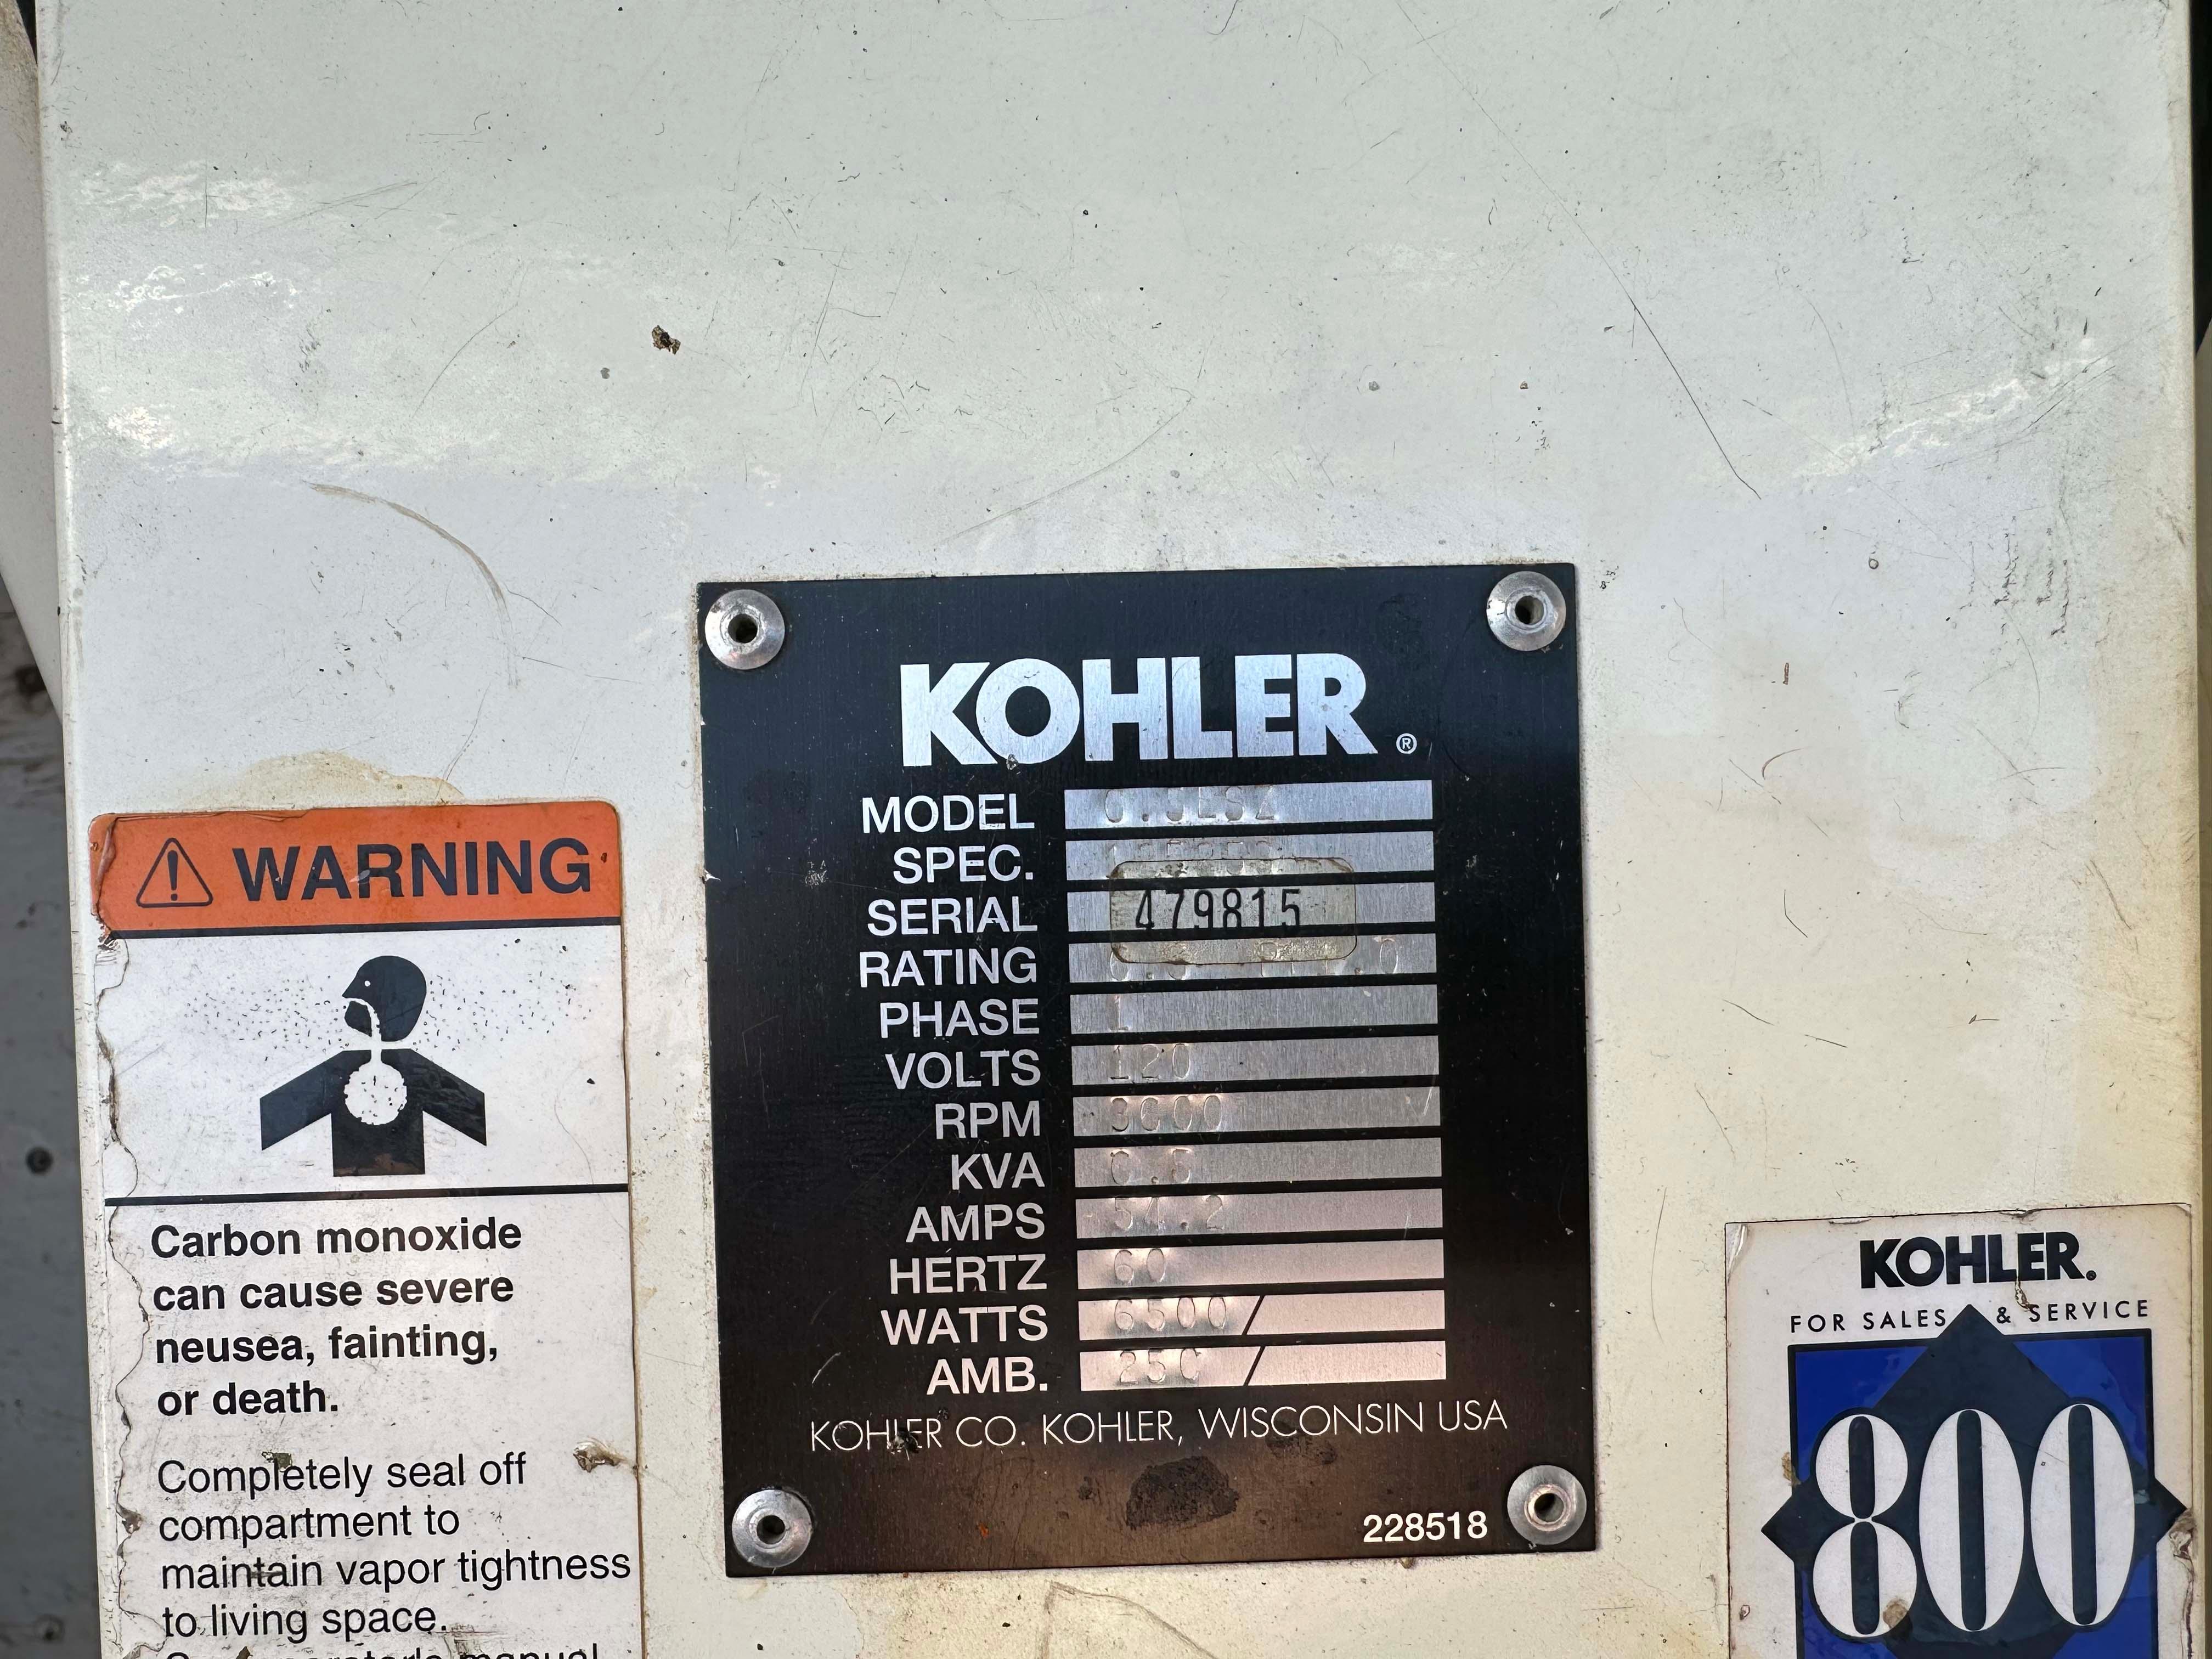 KOHLER®
MODEL
SPEC.
SERIAL 479815
RATING
PHASE 1
VOLTS 120
RPM
KVA
AMPS 54.2
HERTZ 60
WATTS 6500 /
AMB. 25C /
KOHLER CO. KOHLER, WISCONSIN USA
228518
WARNING
Carbon monoxide
can cause severe
neusea, fainting,
or death.
Completely seal off
compartment to
maintain vapor tightness
to living space.
operator's manual
KOHLER.
FOR SALES & SERVICE
800